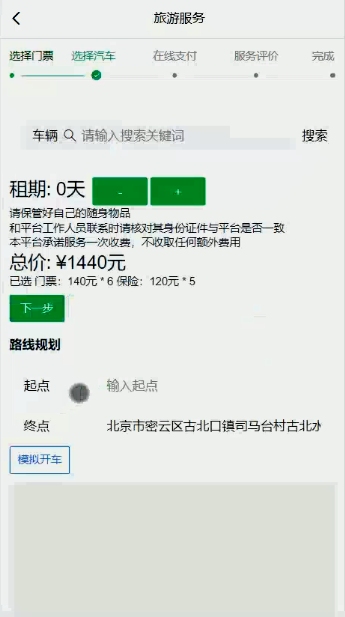 旅游服务
选择门票 选择汽车 在线支付 服务评价 完成
车辆 请输入搜索关键词 搜索
租期: 0天 - +
请保管好自己的随身物品
和平台工作人员联系时请核对其身份证件与平台是否一致
本平台承诺服务一次收费，不收取任何额外费用
总价: ¥1440元
已选 门票：140元 * 6 保险：120元 * 5
下一步
路线规划
起点 输入起点
终点 北京市密云区古北口镇司马台村古北水
模拟开车